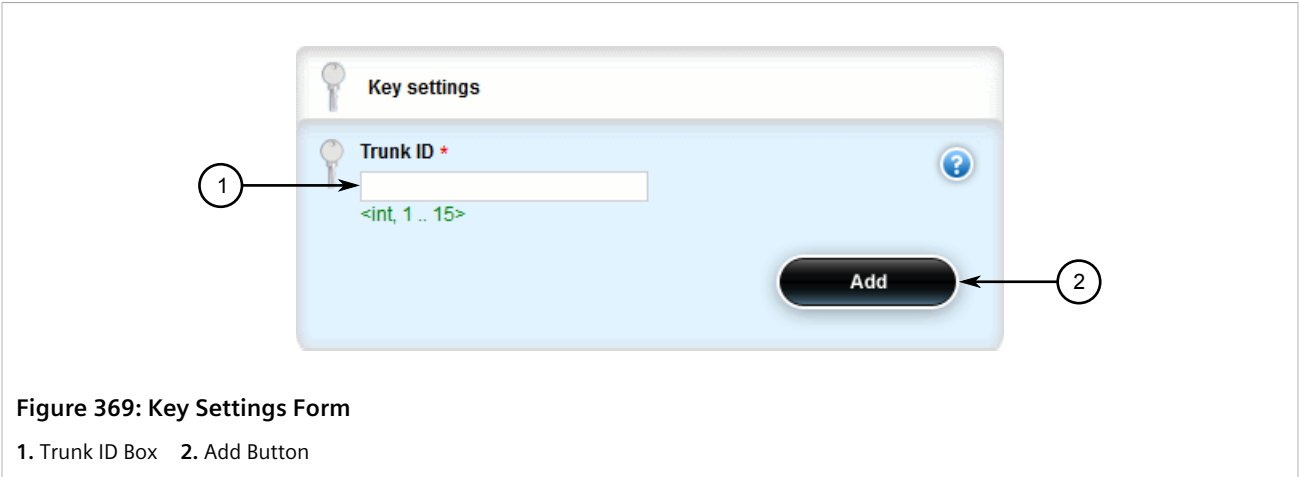 Key settings
Trunk ID *
?
1
<int, 1 .. 15>
Add
2
Figure 369: Key Settings Form
1. Trunk ID Box 2. Add Button